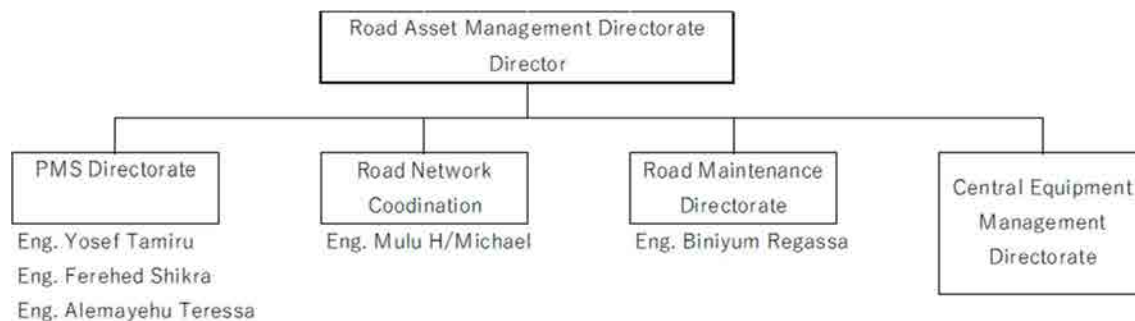 Road Asset Management Directorate
Director
PMS Directorate
Eng. Yosef Tamiru
Eng. Ferehed Shikra
Eng. Alemayehu Teressa
Road Network
Coodination
Eng. Mulu H/Michael
Road Maintenance
Directorate
Eng. Biniyum Regassa
Central Equipment
Management
Directorate